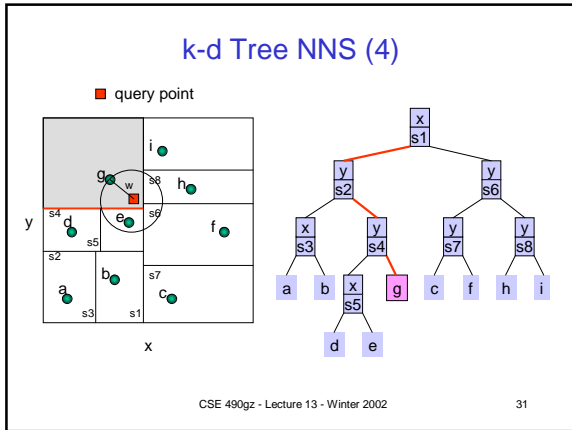 k-d Tree NNS (4)
query point
i
g
w
s8
h
s4
e
s6
y
d
s5
f
s2
b
s7
a
c
s3
s1
x
x
s1
y
s2
y
s6
x
s3
y
s4
y
s7
y
s8
a
b
x
s5
g
c
f
h
i
d
e
CSE 490gz - Lecture 13 - Winter 2002
31